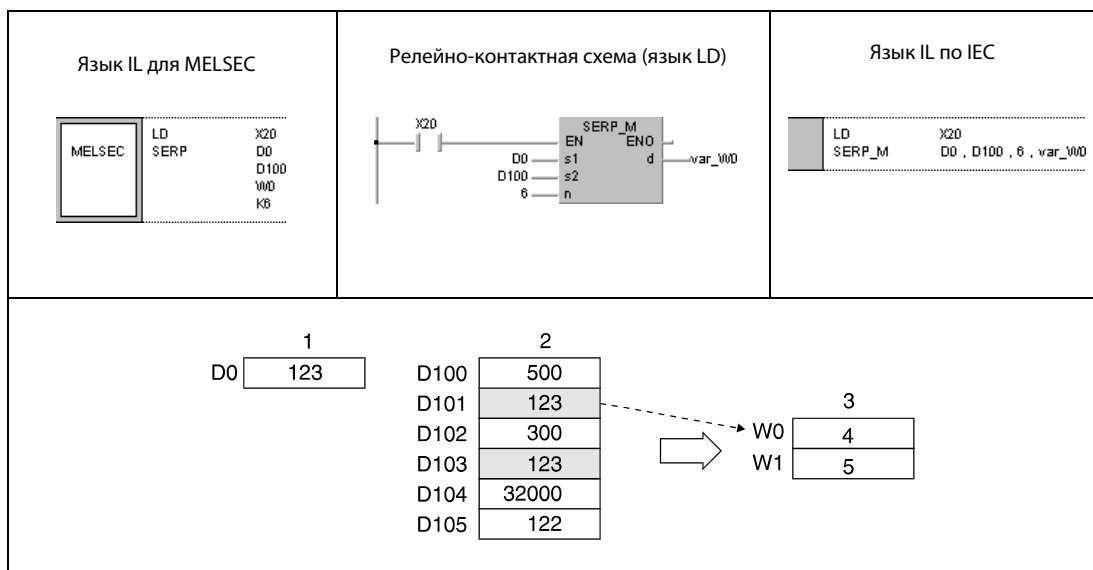 Язык IL для MELSEC
MELSEC
LD X20
SERP D0
D100
W0
K6
Релейно-контактная схема (язык LD)
X20
SERP_M
EN ENO
D0 s1 d var_W0
D100 s2
6 n
Язык IL по IEC
LD X20
SERP_M D0 , D100 , 6 , var_W0
1
D0 123
2
D100 500
D101 123
D102 300
D103 123
D104 32000
D105 122
3
W0 4
W1 5